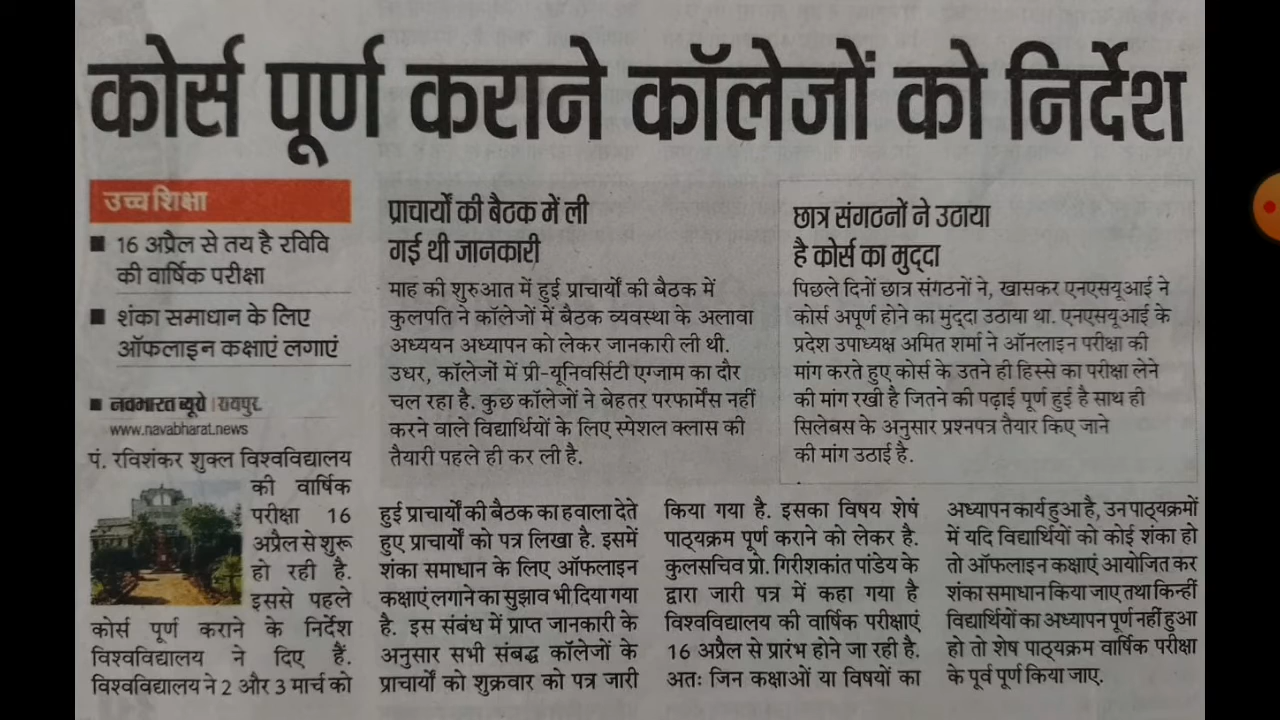 कोर्स पूर्ण कराने कॉलेजों को निर्देश
उच्च शिक्षा
■ 16 अप्रैल से तय है रविवि
की वार्षिक परीक्षा
■ शंका समाधान के लिए
ऑफलाइन कक्षाएं लगाएं
■ नवभारत ब्यूरो | रायपुर.
www.navabharat.news
पं. रविशंकर शुक्ल विश्वविद्यालय
की वार्षिक
परीक्षा 16
अप्रैल से शुरू
हो रही है.
इससे पहले
कोर्स पूर्ण कराने के निर्देश
विश्वविद्यालय ने दिए हैं.
विश्वविद्यालय ने 2 और 3 मार्च को
प्राचार्यों की बैठक में ली
गई थी जानकारी
माह की शुरुआत में हुई प्राचार्यों की बैठक में
कुलपति ने कॉलेजों में बैठक व्यवस्था के अलावा
अध्ययन अध्यापन को लेकर जानकारी ली थी.
उधर, कॉलेजों में प्री-यूनिवर्सिटी एग्जाम का दौर
चल रहा है. कुछ कॉलेजों ने बेहतर परफार्मेंस नहीं
करने वाले विद्यार्थियों के लिए स्पेशल क्लास की
तैयारी पहले ही कर ली है.
छात्र संगठनों ने उठाया
है कोर्स का मुद्दा
पिछले दिनों छात्र संगठनों ने, खासकर एनएसयूआई ने
कोर्स अपूर्ण होने का मुद्दा उठाया था. एनएसयूआई के
प्रदेश उपाध्यक्ष अमित शर्मा ने ऑनलाइन परीक्षा की
मांग करते हुए कोर्स के उतने ही हिस्से का परीक्षा लेने
की मांग रखी है जितने की पढ़ाई पूर्ण हुई है साथ ही
सिलेबस के अनुसार प्रश्नपत्र तैयार किए जाने
की मांग उठाई है.
हुई प्राचार्यों की बैठक का हवाला देते
हुए प्राचार्यों को पत्र लिखा है. इसमें
शंका समाधान के लिए ऑफलाइन
कक्षाएं लगाने का सुझाव भी दिया गया
है. इस संबंध में प्राप्त जानकारी के
अनुसार सभी संबद्ध कॉलेजों के
प्राचार्यों को शुक्रवार को पत्र जारी
किया गया है. इसका विषय शेष
पाठ्यक्रम पूर्ण कराने को लेकर है.
कुलसचिव प्रो. गिरीशकांत पांडेय के
द्वारा जारी पत्र में कहा गया है
विश्वविद्यालय की वार्षिक परीक्षाएं
16 अप्रैल से प्रारंभ होने जा रही है.
अतः जिन कक्षाओं या विषयों का
अध्यापन कार्य हुआ है, उन पाठ्यक्रमों
में यदि विद्यार्थियों को कोई शंका हो
तो ऑफलाइन कक्षाएं आयोजित कर
शंका समाधान किया जाए तथा किन्हीं
विद्यार्थियों का अध्यापन पूर्ण नहीं हुआ
हो तो शेष पाठ्यक्रम वार्षिक परीक्षा
के पूर्व पूर्ण किया जाए.